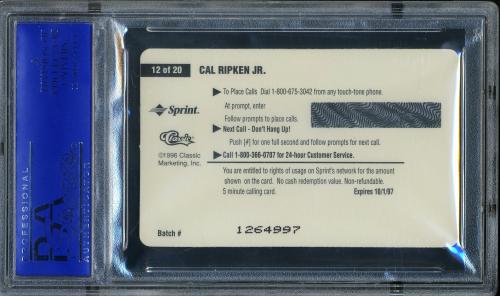 12 of 20 CAL RIPKEN JR.
To Place Calls Dial 1-800-675-3042 from any touch-tone phone.
Sprint.
At prompt, enter
Follow prompts to place calls.
Next Call - Don't Hang Up!
Classic
Push [#] for one full second and follow prompts for next call.
©1996 Classic
Marketing, Inc.
Call 1-800-366-0707 for 24-hour Customer Service.
You are entitled to rights of usage on Sprint's network for the amount
shown on the card. No cash redemption value. Non-refundable.
5 minute calling card. Expires 10/1/97
Batch # 1264997
PROFESSIONAL
PSA
AUTHENTICATOR